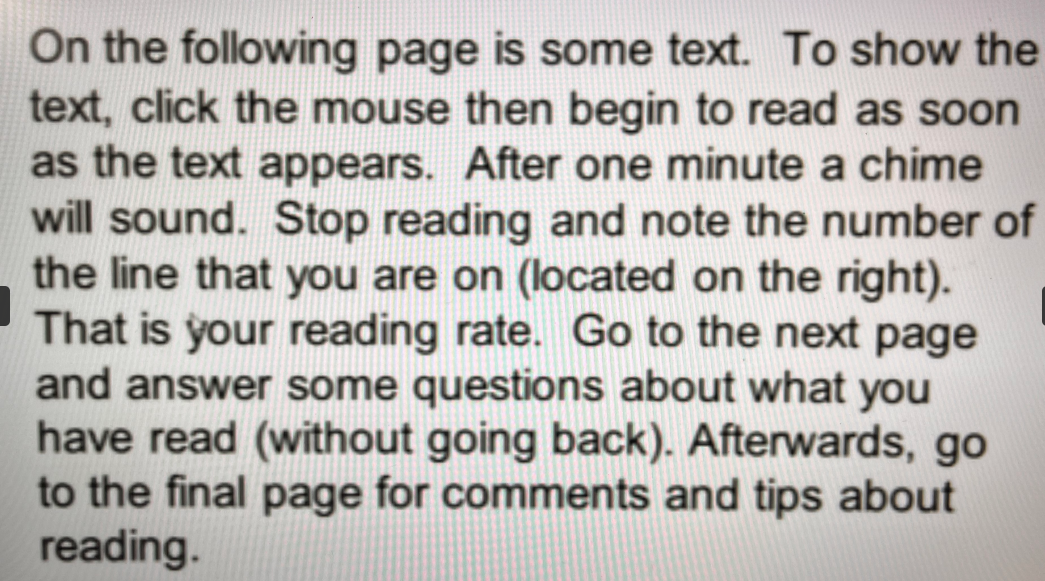 On the following page is some text. To show the
text, click the mouse then begin to read as soon
as the text appears. After one minute a chime
will sound. Stop reading and note the number of
the line that you are on (located on the right).
That is your reading rate. Go to the next page
and answer some questions about what you
have read (without going back). Afterwards, go
to the final page for comments and tips about
reading.